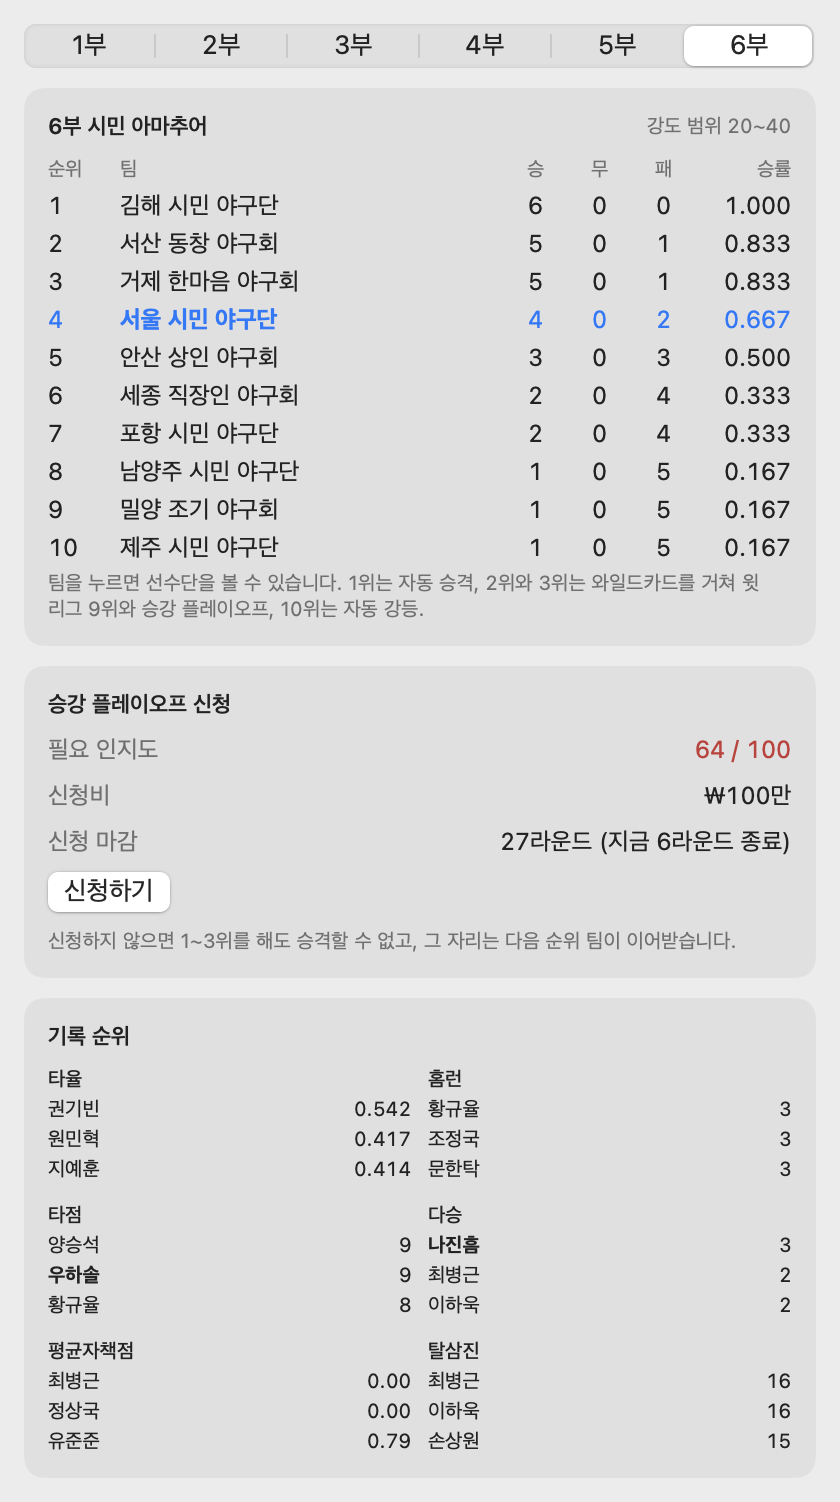 1부 2부 3부 4부 5부 6부
6부 시민 아마추어 강도 범위 20~40
순위 팀 승 무 패 승률
1 김해 시민 야구단 6 0 0 1.000
2 서산 동창 야구회 5 0 1 0.833
3 거제 한마음 야구회 5 0 1 0.833
4 서울 시민 야구단 4 0 2 0.667
5 안산 상인 야구회 3 0 3 0.500
6 세종 직장인 야구회 2 0 4 0.333
7 포항 시민 야구단 2 0 4 0.333
8 남양주 시민 야구단 1 0 5 0.167
9 밀양 조기 야구회 1 0 5 0.167
10 제주 시민 야구단 1 0 5 0.167
팀을 누르면 선수단을 볼 수 있습니다. 1위는 자동 승격, 2위와 3위는 와일드카드를 거쳐 윗
리그 9위와 승강 플레이오프, 10위는 자동 강등.
승강 플레이오프 신청
필요 인지도 64 / 100
신청비 ₩100만
신청 마감 27라운드 (지금 6라운드 종료)
신청하기
신청하지 않으면 1~3위를 해도 승격할 수 없고, 그 자리는 다음 순위 팀이 이어받습니다.
기록 순위
타율 홈런
권기빈 0.542 황규율 3
원민혁 0.417 조정국 3
지예훈 0.414 문한탁 3
타점 다승
양승석 9 나진흠 3
우하솔 9 최병근 2
황규율 8 이하욱 2
평균자책점 탈삼진
최병근 0.00 최병근 16
정상국 0.00 이하욱 16
유준준 0.79 손상원 15